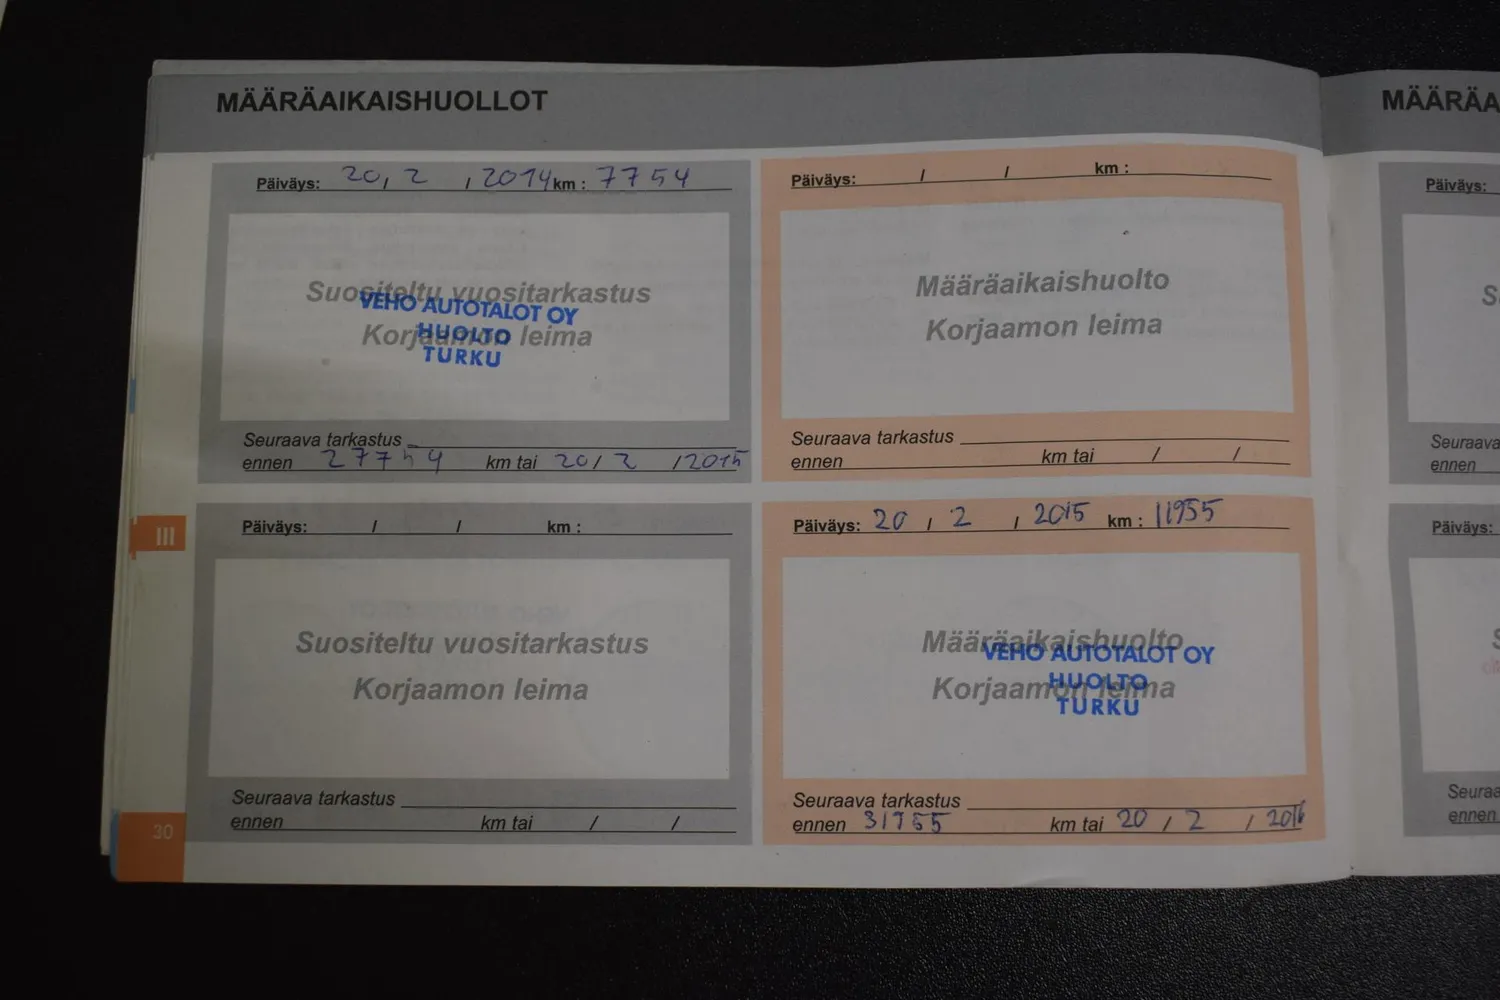 MÄÄRÄAIKAISHUOLLOT
Päiväys: 20 / 2 / 2014 km : 7754
Suositeltu vuositarkastus
Korjaamon leima
VEHO AUTOTALOT OY
HUOLTO
TURKU
Seuraava tarkastus
ennen 27754 km tai 20 / 2 / 2015
Päiväys: / / km :
Määräaikaishuolto
Korjaamon leima
Seuraava tarkastus
ennen km tai / /
Päiväys: / / km :
Suositeltu vuositarkastus
Korjaamon leima
Seuraava tarkastus
ennen km tai / /
Päiväys: 20 / 2 / 2015 km : 11955
Määräaikaishuolto
Korjaamon leima
VEHO AUTOTALOT OY
HUOLTO
TURKU
Seuraava tarkastus
ennen km tai 20 / 2 / 2016
III
30
MÄÄRÄA
Päiväys:
Seuraava
ennen
Päiväys:
Seuraa
ennen